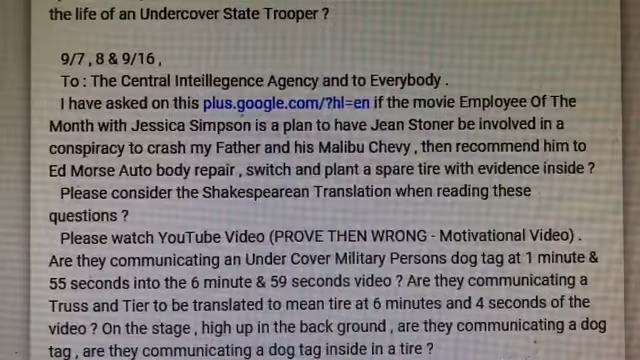 the life of an Undercover State Trooper ?
9/7 , 8 & 9/16 ,
To : The Central Inteillegence Agency and to Everybody .
I have asked on this plus.google.com/?hl=en if the movie Employee Of The
Month with Jessica Simpson is a plan to have Jean Stoner be involved in a
conspiracy to crash my Father and his Malibu Chevy , then recommend him to
Ed Morse Auto body repair , switch and plant a spare tire with evidence inside ?
Please consider the Shakespearean Translation when reading these
questions ?
Please watch YouTube Video (PROVE THEN WRONG - Motivational Video) .
Are they communicating an Under Cover Military Persons dog tag at 1 minute &
55 seconds into the 6 minute & 59 seconds video ? Are they communicating a
Truss and Tier to be translated to mean tire at 6 minutes and 4 seconds of the
video ? On the stage , high up in the back ground , are they communicating a dog
tag , are they communicating a dog tag inside in a tire ?